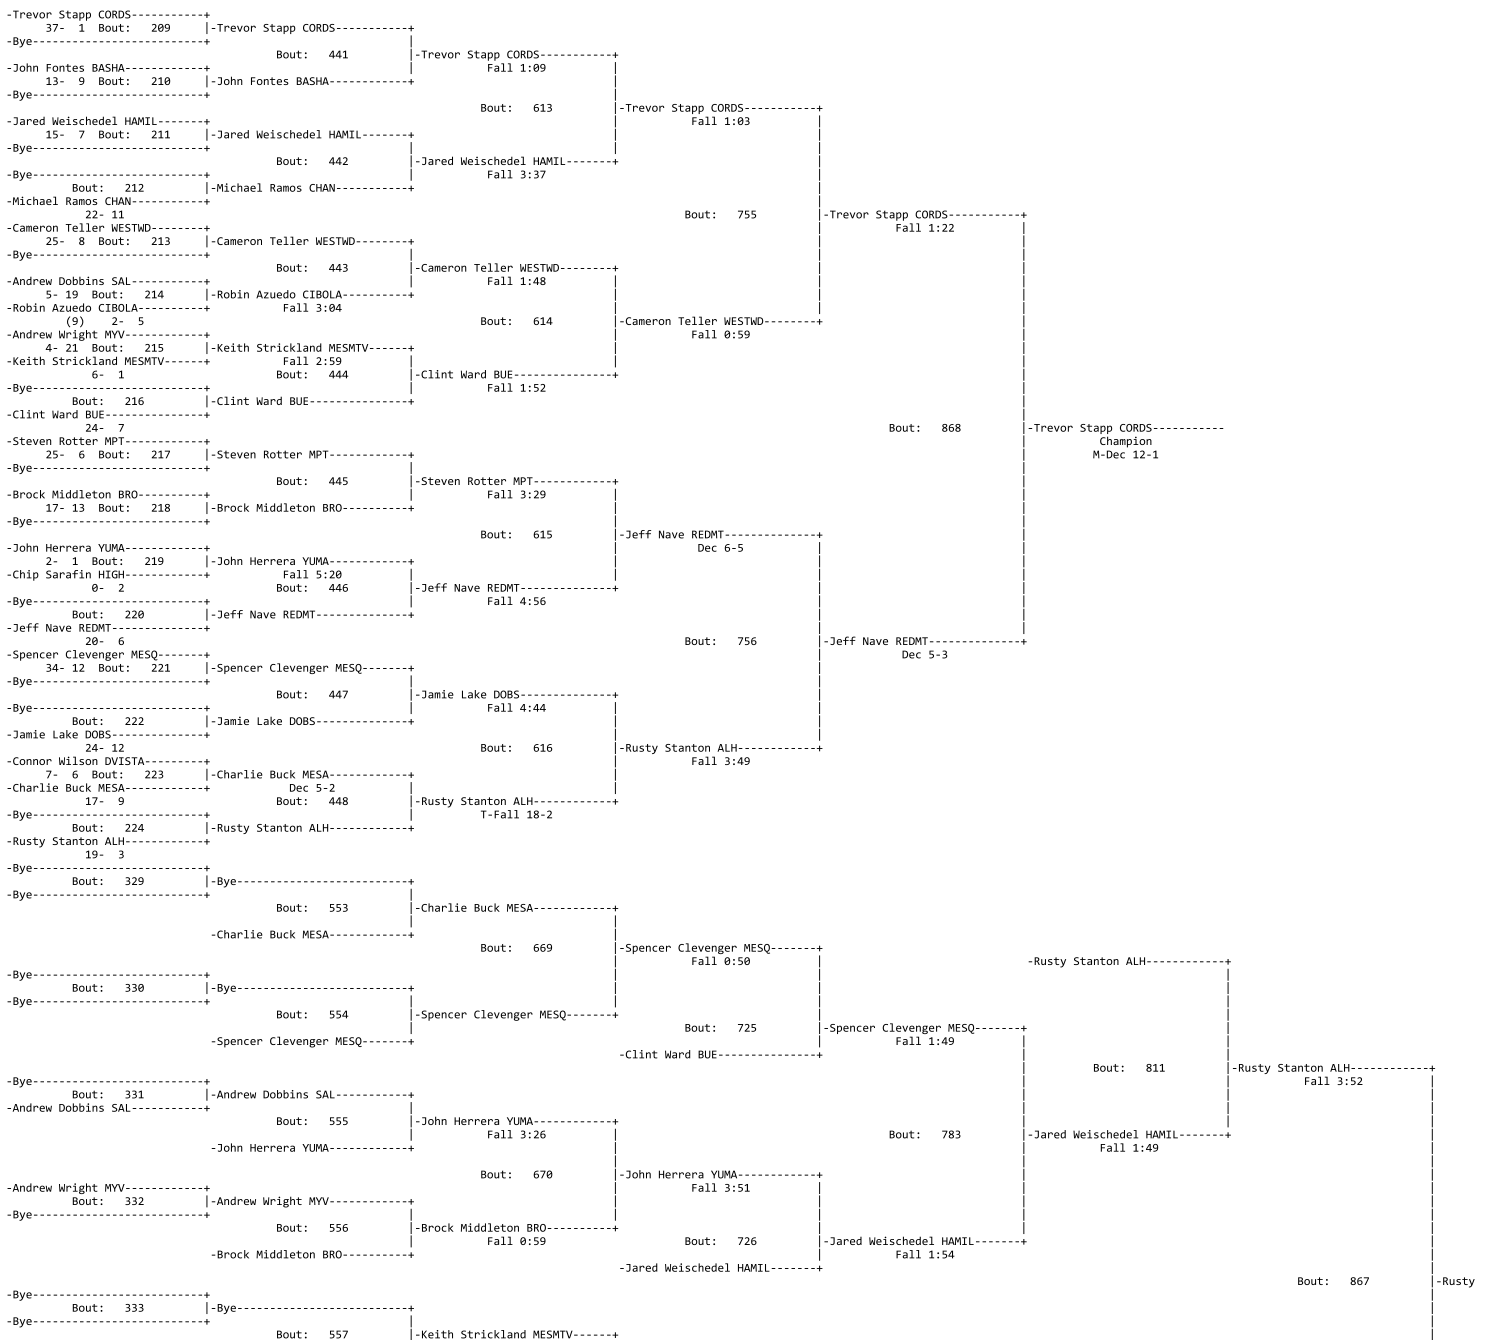 -Trevor Stapp CORDS-----------+
37- 1 Bout: 209 |-Trevor Stapp CORDS-----------+
-Bye--------------------------+ |
Bout: 441 |-Trevor Stapp CORDS-----------+
-John Fontes BASHA------------+ | Fall 1:09 |
13- 9 Bout: 210 |-John Fontes BASHA------------+ |
-Bye--------------------------+ |
Bout: 613 |-Trevor Stapp CORDS-----------+
-Jared Weischedel HAMIL-------+ | Fall 1:03 |
15- 7 Bout: 211 |-Jared Weischedel HAMIL-------+ | |
-Bye--------------------------+ | | |
Bout: 442 |-Jared Weischedel HAMIL-------+ |
-Bye--------------------------+ | Fall 3:37 |
Bout: 212 |-Michael Ramos CHAN-----------+ |
-Michael Ramos CHAN-----------+ |
22- 11 Bout: 755 |-Trevor Stapp CORDS-----------+
-Cameron Teller WESTWD--------+ | Fall 1:22 |
25- 8 Bout: 213 |-Cameron Teller WESTWD--------+ | |
-Bye--------------------------+ | | |
Bout: 443 |-Cameron Teller WESTWD--------+ | |
-Andrew Dobbins SAL-----------+ | Fall 1:48 | | |
5- 19 Bout: 214 |-Robin Azuedo CIBOLA----------+ | | |
-Robin Azuedo CIBOLA----------+ Fall 3:04 | | |
(9) 2- 5 Bout: 614 |-Cameron Teller WESTWD--------+ |
-Andrew Wright MYV------------+ | Fall 0:59 |
4- 21 Bout: 215 |-Keith Strickland MESMTV------+ | |
-Keith Strickland MESMTV------+ Fall 2:59 | | |
6- 1 Bout: 444 |-Clint Ward BUE---------------+ |
-Bye--------------------------+ | Fall 1:52 |
Bout: 216 |-Clint Ward BUE---------------+ |
-Clint Ward BUE---------------+ |
24- 7 Bout: 868 |-Trevor Stapp CORDS-----------
-Steven Rotter MPT------------+ | Champion
25- 6 Bout: 217 |-Steven Rotter MPT------------+ | M-Dec 12-1
-Bye--------------------------+ | |
Bout: 445 |-Steven Rotter MPT------------+ |
-Brock Middleton BRO----------+ | Fall 3:29 | |
17- 13 Bout: 218 |-Brock Middleton BRO----------+ | |
-Bye--------------------------+ | |
Bout: 615 |-Jeff Nave REDMT--------------+ |
-John Herrera YUMA------------+ | Dec 6-5 | |
2- 1 Bout: 219 |-John Herrera YUMA------------+ | | |
-Chip Sarafin HIGH------------+ Fall 5:20 | | | |
0- 2 Bout: 446 |-Jeff Nave REDMT--------------+ | |
-Bye--------------------------+ | Fall 4:56 | |
Bout: 220 |-Jeff Nave REDMT--------------+ | |
-Jeff Nave REDMT--------------+ | |
20- 6 Bout: 756 |-Jeff Nave REDMT--------------+
-Spencer Clevenger MESQ-------+ | Dec 5-3
34- 12 Bout: 221 |-Spencer Clevenger MESQ-------+ |
-Bye--------------------------+ | |
Bout: 447 |-Jamie Lake DOBS--------------+ |
-Bye--------------------------+ | Fall 4:44 | |
Bout: 222 |-Jamie Lake DOBS--------------+ | |
-Jamie Lake DOBS--------------+ | |
24- 12 Bout: 616 |-Rusty Stanton ALH------------+
-Connor Wilson DVISTA---------+ | Fall 3:49
7- 6 Bout: 223 |-Charlie Buck MESA------------+ |
-Charlie Buck MESA------------+ Dec 5-2 | |
17- 9 Bout: 448 |-Rusty Stanton ALH------------+
-Bye--------------------------+ | T-Fall 18-2
Bout: 224 |-Rusty Stanton ALH------------+
-Rusty Stanton ALH------------+
19- 3
-Bye--------------------------+
Bout: 329 |-Bye--------------------------+
-Bye--------------------------+ |
Bout: 553 |-Charlie Buck MESA------------+
-Charlie Buck MESA------------+ |
Bout: 669 |-Spencer Clevenger MESQ-------+
| Fall 0:50 | -Rusty Stanton ALH------------+
-Bye--------------------------+ | | |
Bout: 330 |-Bye--------------------------+ | | |
-Bye--------------------------+ | | | |
Bout: 554 |-Spencer Clevenger MESQ-------+ | |
| Bout: 725 |-Spencer Clevenger MESQ-------+ |
-Spencer Clevenger MESQ-------+ | Fall 1:49 | |
-Clint Ward BUE---------------+ | |
Bout: 811 |-Rusty Stanton ALH------------+
-Bye--------------------------+ | | Fall 3:52 |
Bout: 331 |-Andrew Dobbins SAL-----------+ | | |
-Andrew Dobbins SAL-----------+ | | | |
Bout: 555 |-John Herrera YUMA------------+ | | |
| Fall 3:26 | Bout: 783 |-Jared Weischedel HAMIL-------+ |
-John Herrera YUMA------------+ | | Fall 1:49 |
Bout: 670 |-John Herrera YUMA------------+ | |
-Andrew Wright MYV------------+ | Fall 3:51 | | |
Bout: 332 |-Andrew Wright MYV------------+ | | | |
-Bye--------------------------+ | | | | |
Bout: 556 |-Brock Middleton BRO----------+ | | |
| Fall 0:59 Bout: 726 |-Jared Weischedel HAMIL-------+ |
-Brock Middleton BRO----------+ | Fall 1:54 |
-Jared Weischedel HAMIL-------+ |
Bout: 867 |-Rusty
-Bye--------------------------+ |
Bout: 333 |-Bye--------------------------+ |
-Bye--------------------------+ | |
Bout: 557 |-Keith Strickland MESMTV------+ |